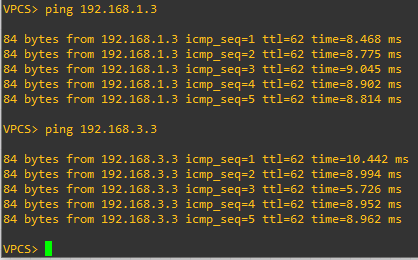 VPCS> ping 192.168.1.3
84 bytes from 192.168.1.3 icmp_seq=1 ttl=62 time=8.468 ms
84 bytes from 192.168.1.3 icmp_seq=2 ttl=62 time=8.775 ms
84 bytes from 192.168.1.3 icmp_seq=3 ttl=62 time=9.045 ms
84 bytes from 192.168.1.3 icmp_seq=4 ttl=62 time=8.902 ms
84 bytes from 192.168.1.3 icmp_seq=5 ttl=62 time=8.814 ms
VPCS> ping 192.168.3.3
84 bytes from 192.168.3.3 icmp_seq=1 ttl=62 time=10.442 ms
84 bytes from 192.168.3.3 icmp_seq=2 ttl=62 time=8.994 ms
84 bytes from 192.168.3.3 icmp_seq=3 ttl=62 time=5.726 ms
84 bytes from 192.168.3.3 icmp_seq=4 ttl=62 time=8.952 ms
84 bytes from 192.168.3.3 icmp_seq=5 ttl=62 time=8.962 ms
VPCS>